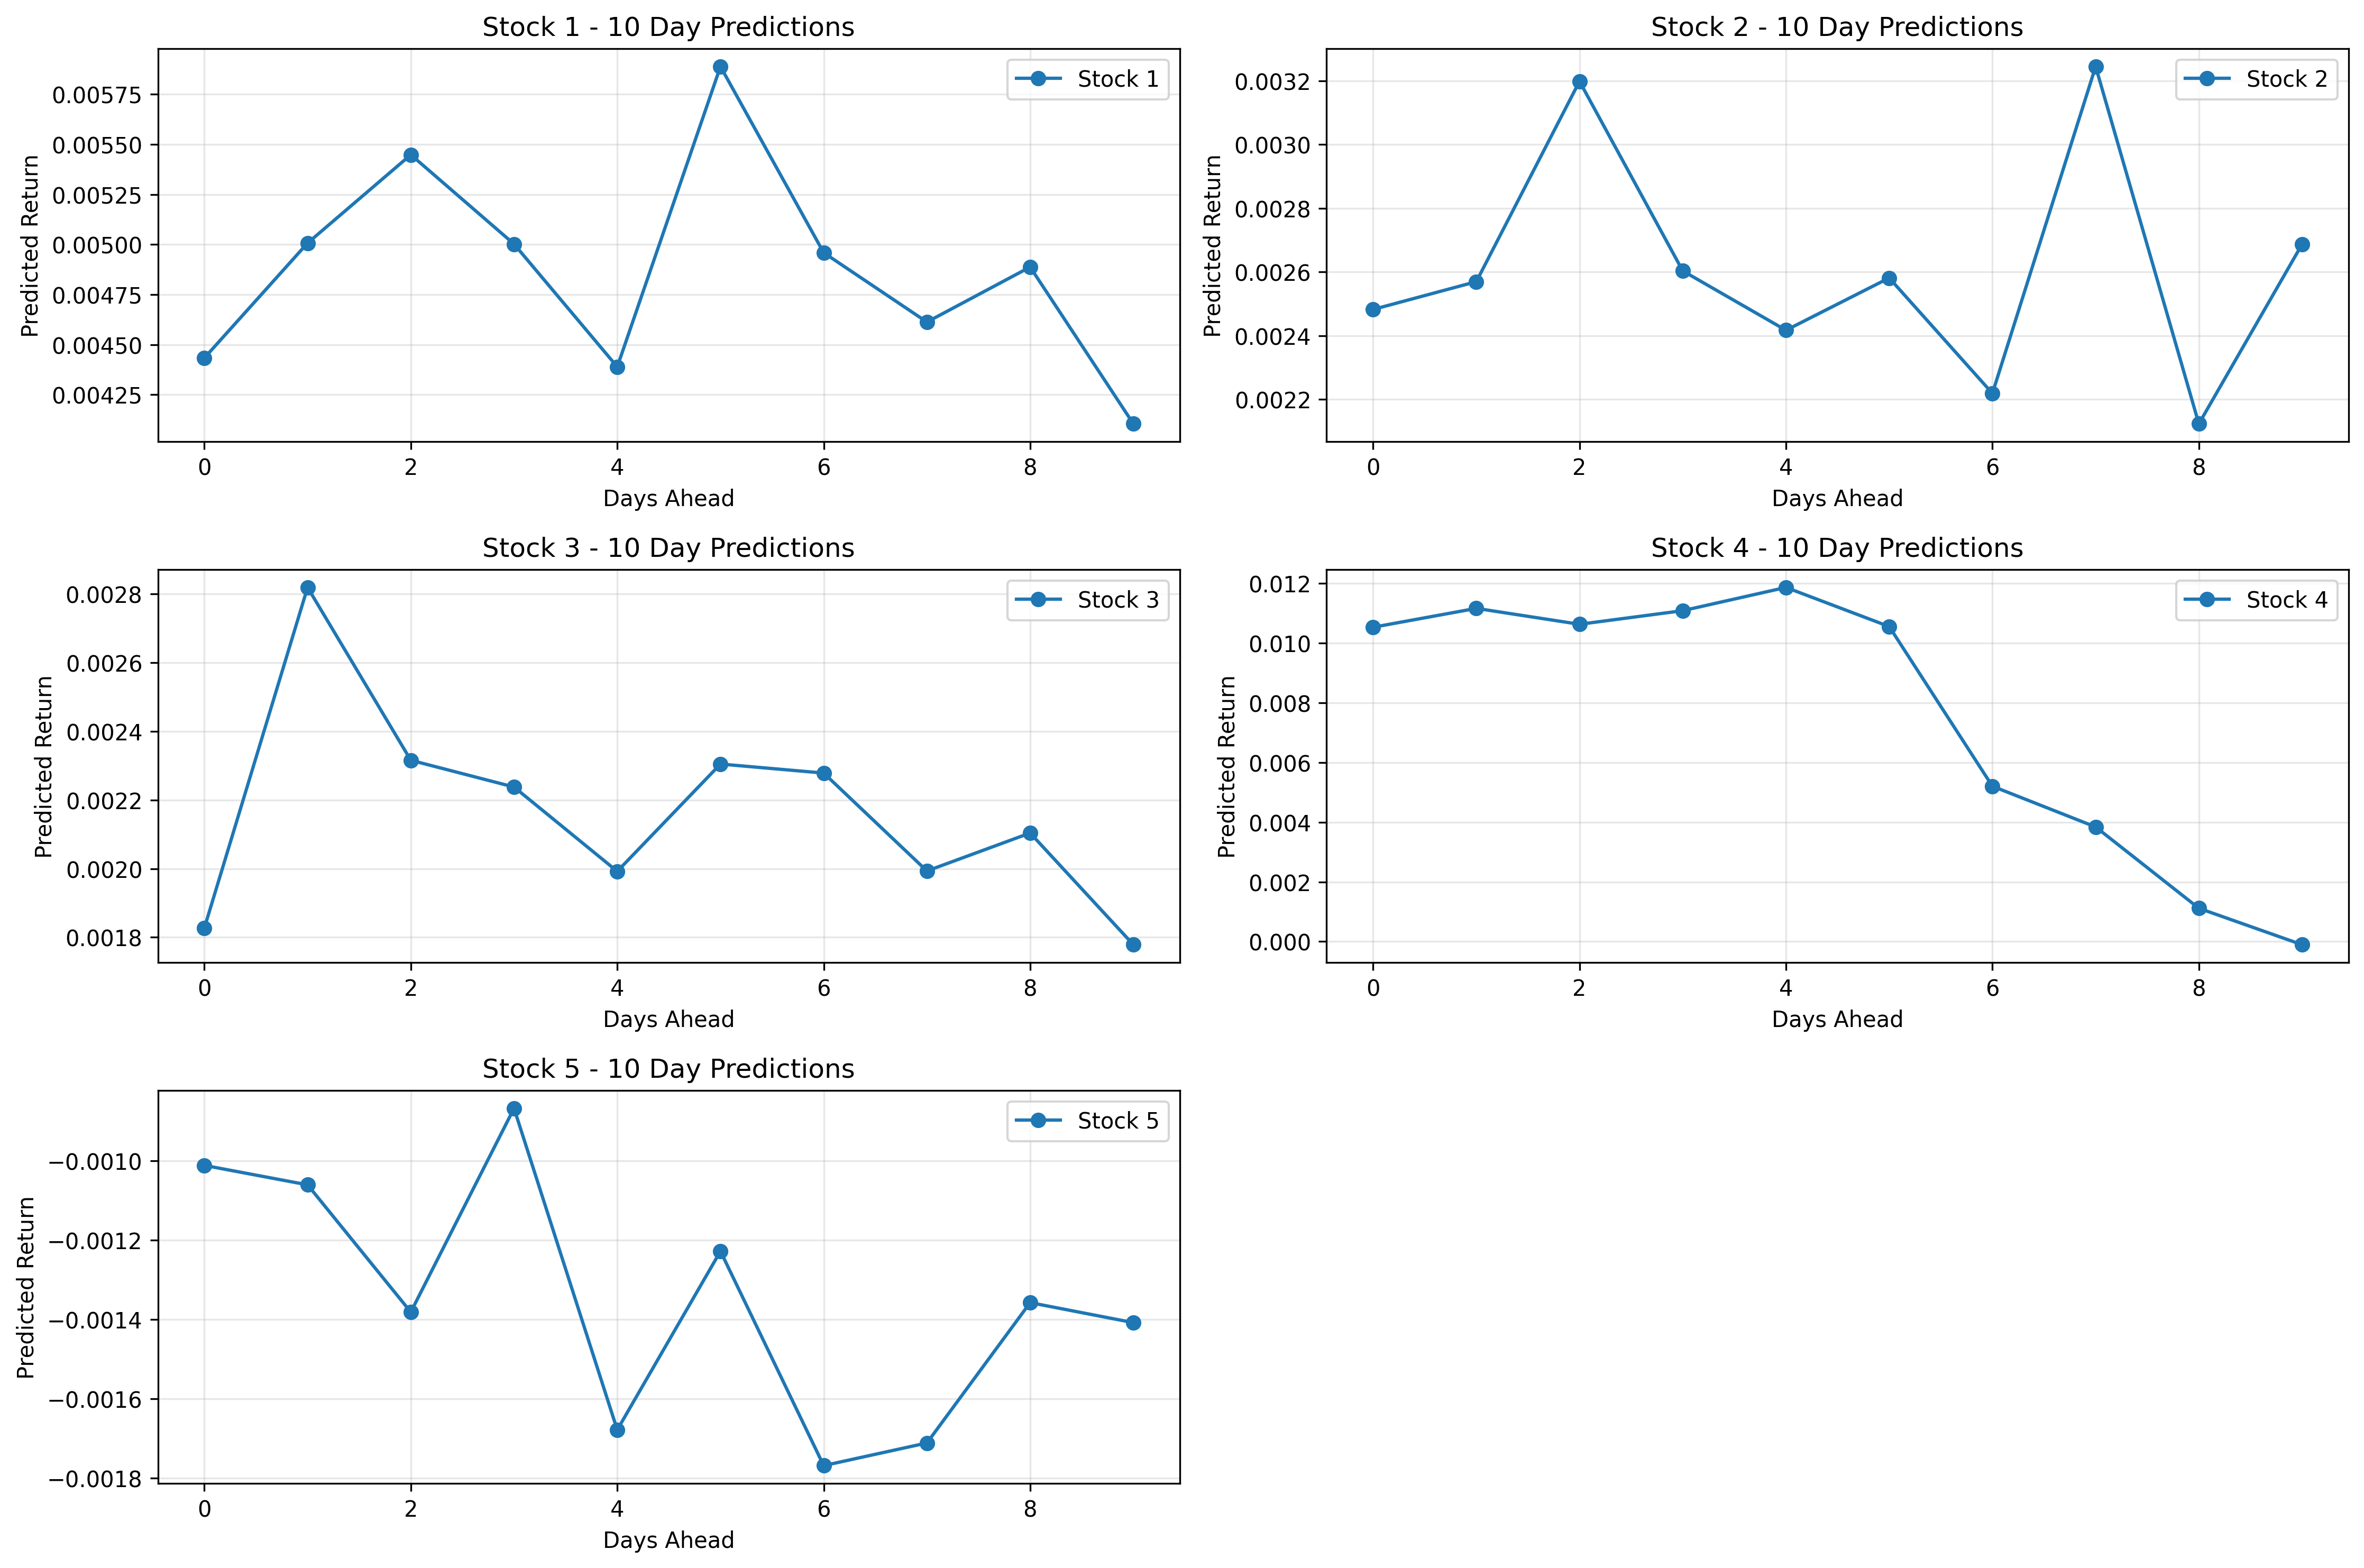 Stock 1 - 10 Day Predictions
Stock 1
Predicted Return
0.00575
0.00550
0.00525
0.00500
0.00475
0.00450
0.00425
0 2 4 6 8
Days Ahead
Stock 2 - 10 Day Predictions
Stock 2
Predicted Return
0.0032
0.0030
0.0028
0.0026
0.0024
0.0022
0 2 4 6 8
Days Ahead
Stock 3 - 10 Day Predictions
Stock 3
Predicted Return
0.0028
0.0026
0.0024
0.0022
0.0020
0.0018
0 2 4 6 8
Days Ahead
Stock 4 - 10 Day Predictions
Stock 4
Predicted Return
0.012
0.010
0.008
0.006
0.004
0.002
0.000
0 2 4 6 8
Days Ahead
Stock 5 - 10 Day Predictions
Stock 5
Predicted Return
−0.0010
−0.0012
−0.0014
−0.0016
−0.0018
0 2 4 6 8
Days Ahead